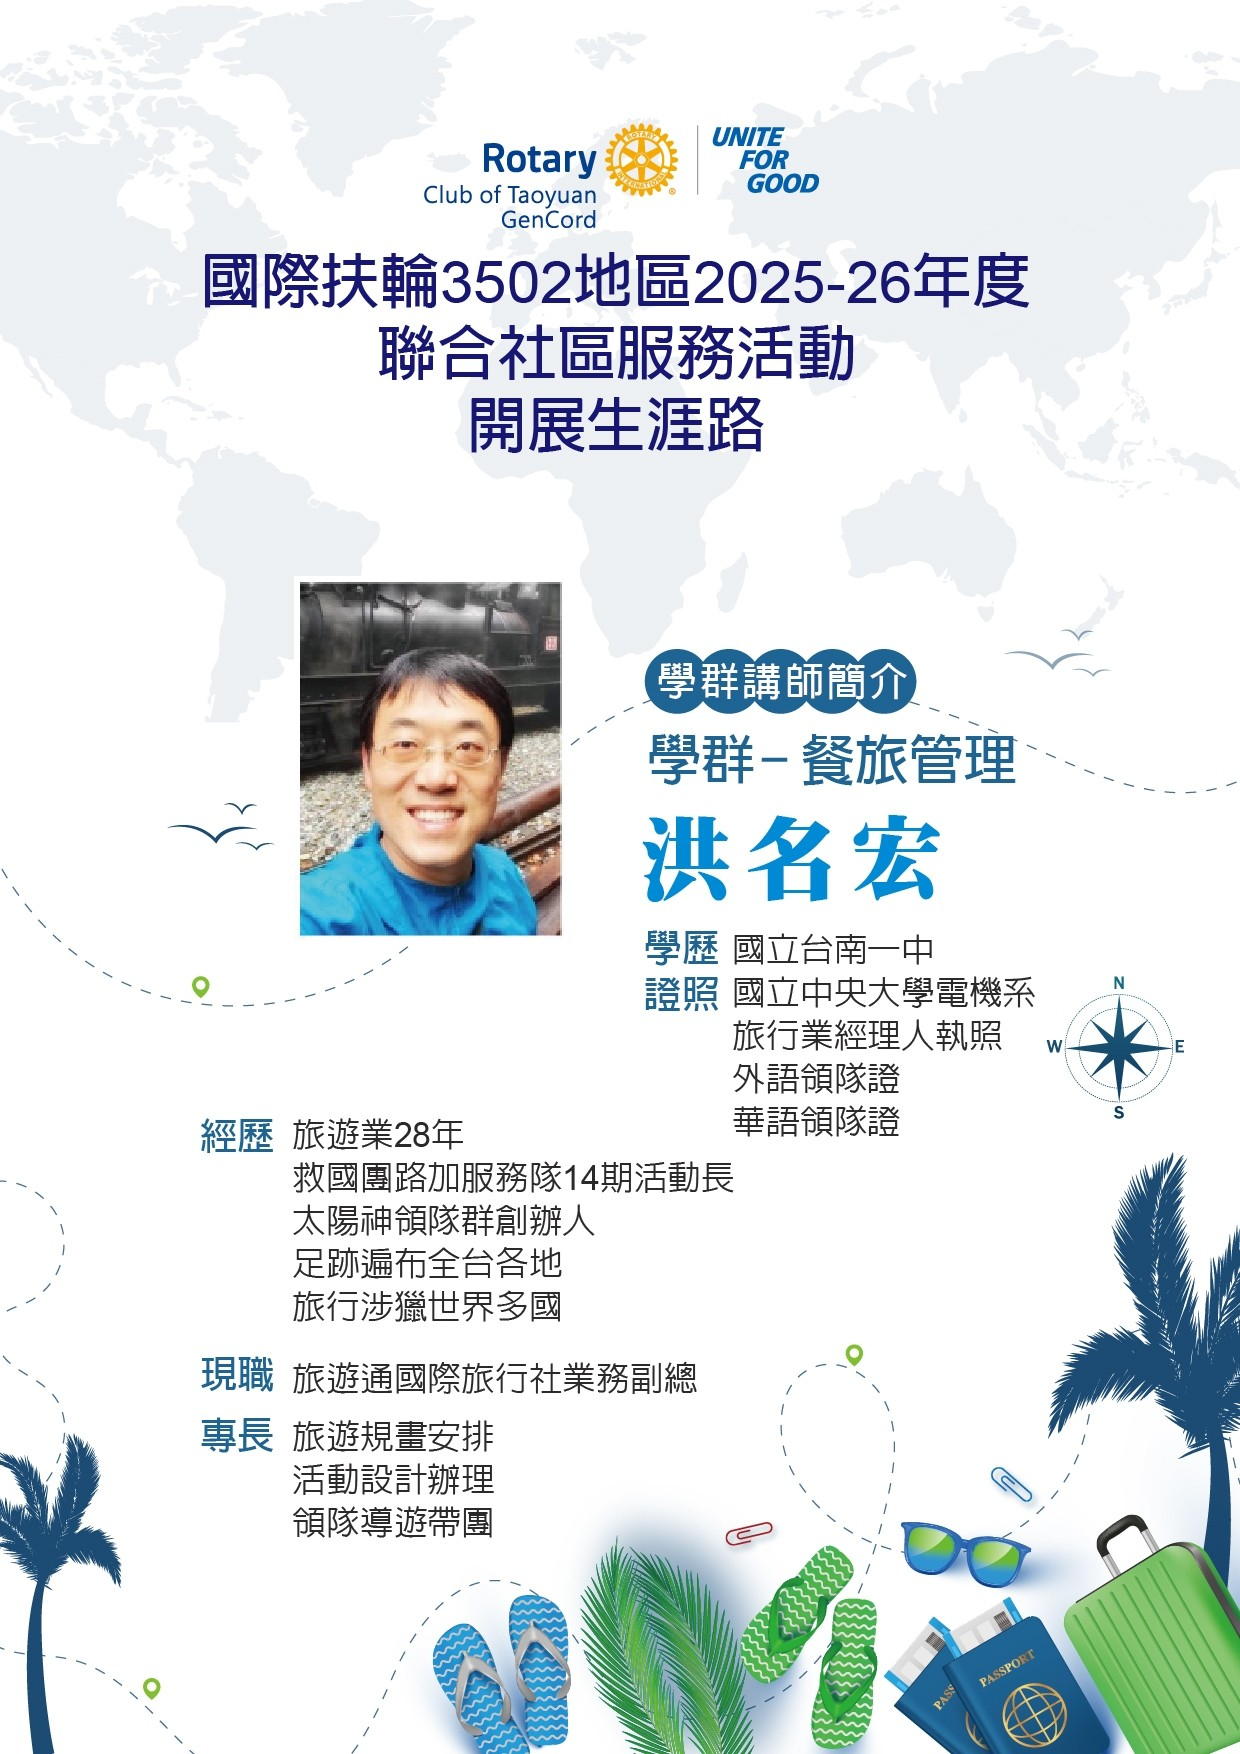 Rotary
Club of Taoyuan
GenCord
UNITE
FOR
GOOD
ROTARY
INTERNATIONAL
國際扶輪3502地區2025-26年度
聯合社區服務活動
開展生涯路
學群講師簡介
學群－餐旅管理
洪名宏
學歷 國立台南一中
證照 國立中央大學電機系
旅行業經理人執照
外語領隊證
華語領隊證
N
W
E
S
經歷 旅遊業28年
救國團路加服務隊14期活動長
太陽神領隊群創辦人
足跡遍布全台各地
旅行涉獵世界多國
現職 旅遊通國際旅行社業務副總
專長 旅遊規畫安排
活動設計辦理
領隊導遊帶團
PASSPORT
PASS